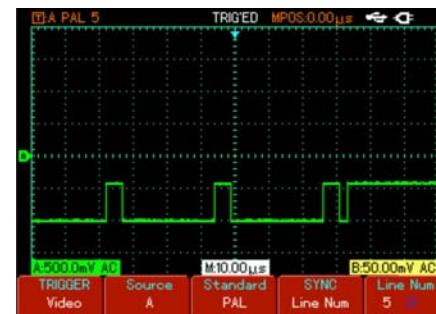 T A PAL 5 TRIG'ED MPOS:0.00μs
D
A:500.0mV AC M:10.00μs B:50.00mV AC
TRIGGER Source Standard SYNC Line Num
Video A PAL Line Num 5